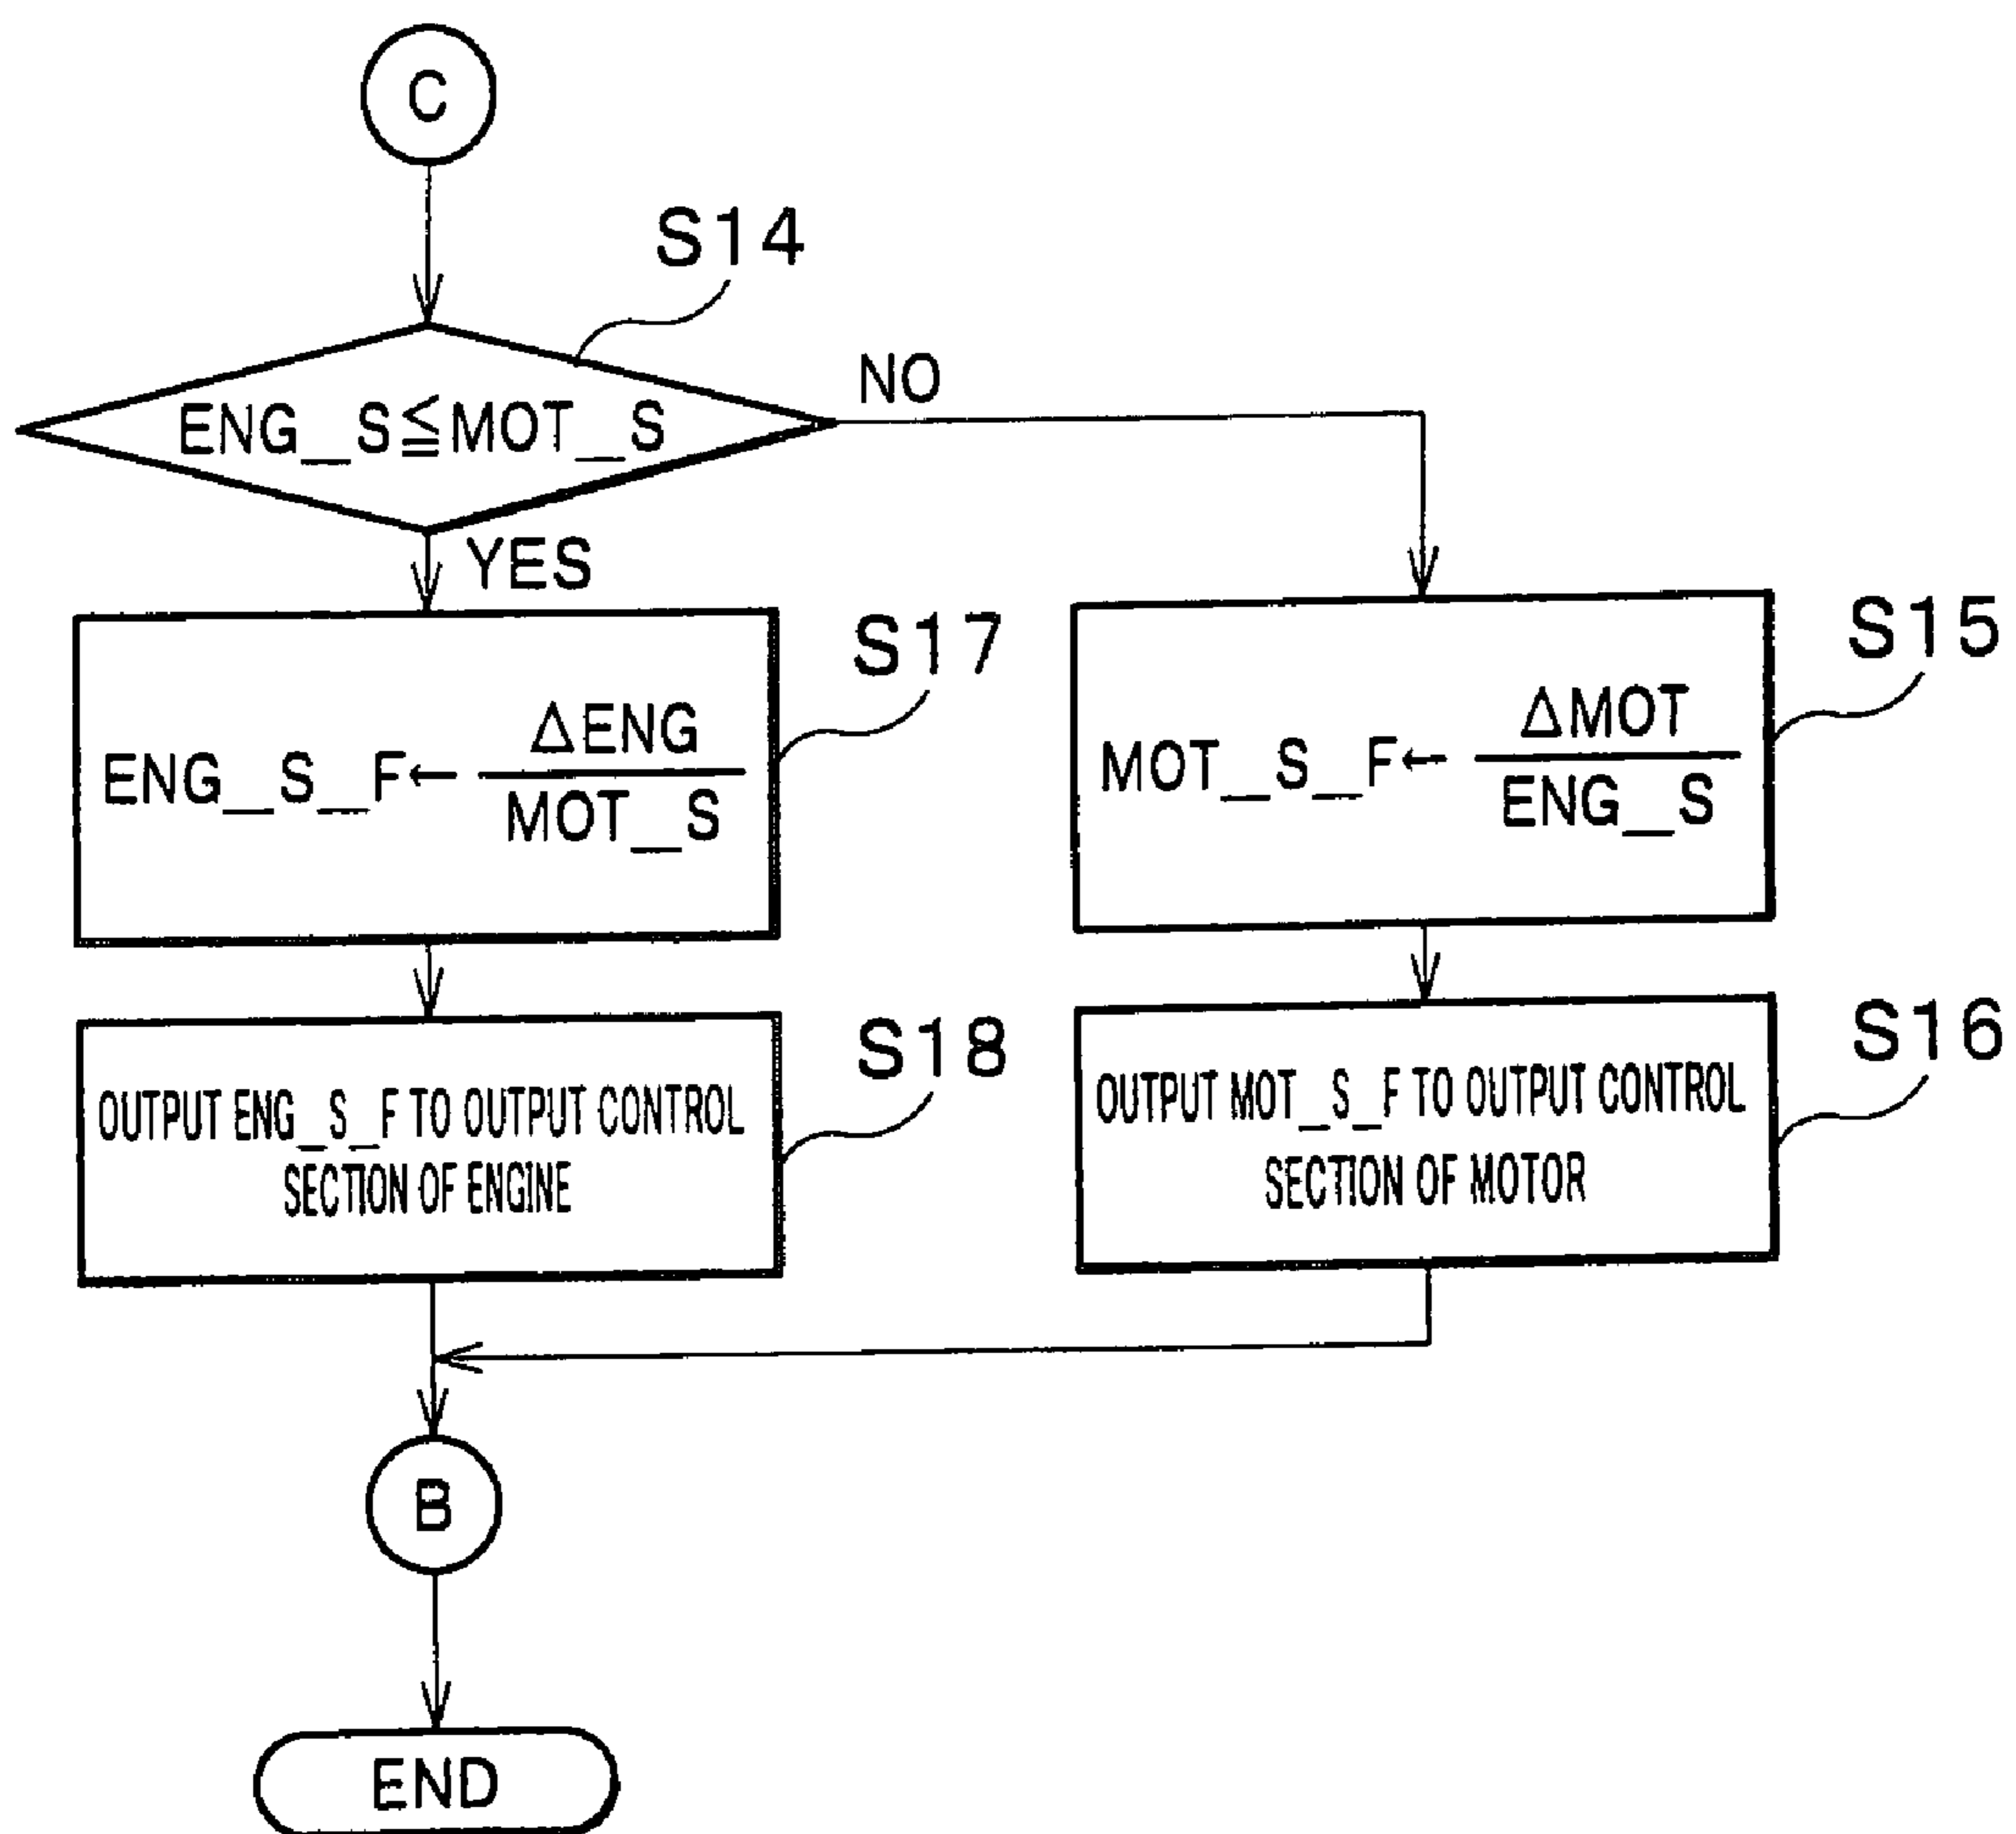 C
S14
ENG_S≦MOT_S
NO
YES
S17
ENG_S_F← ΔENG
MOT_S
S15
MOT_S_F← ΔMOT
ENG_S
S18
OUTPUT ENG_S_F TO OUTPUT CONTROL
SECTION OF ENGINE
S16
OUTPUT MOT_S_F TO OUTPUT CONTROL
SECTION OF MOTOR
B
END